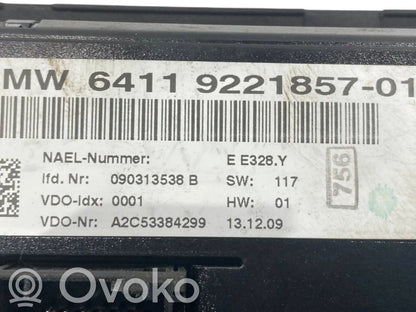 MW 6411 9221857-01
NAEL-Nummer: E E328.Y
lfd. Nr: 090313538 B SW: 117
VDO-Idx: 0001 HW: 01
VDO-Nr: A2C53384299 13.12.09
756
OVOKO